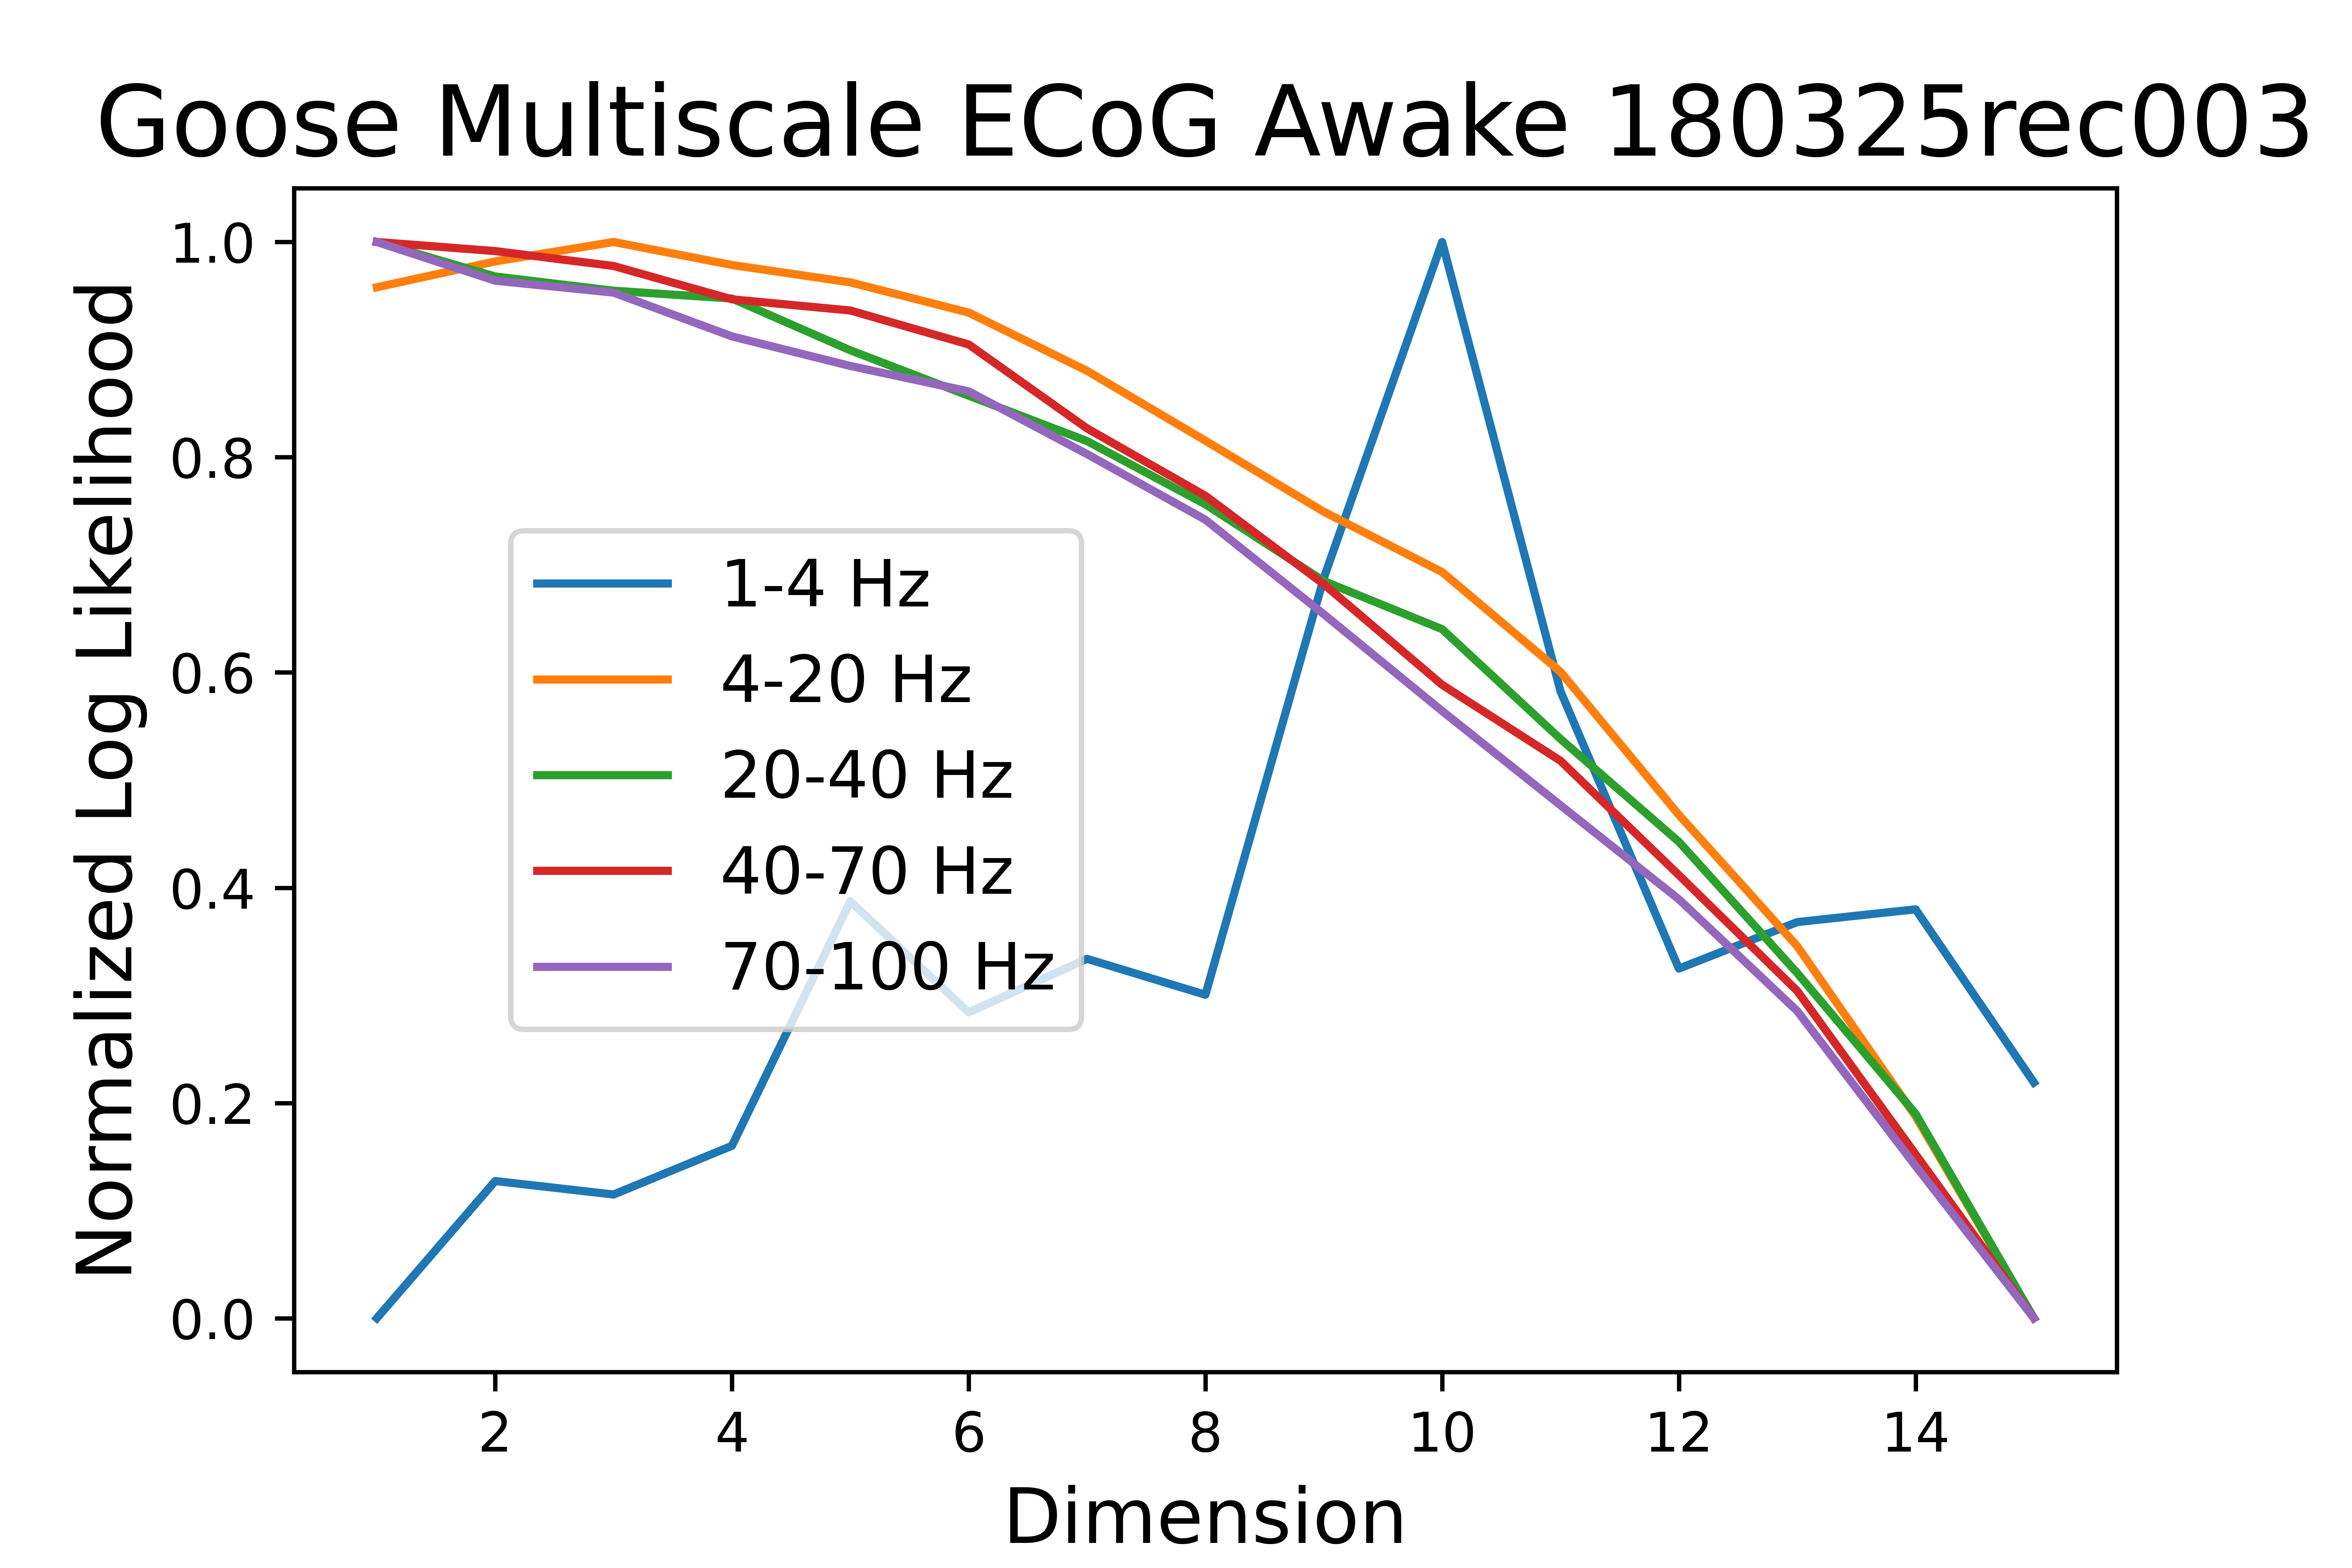 Goose Multiscale ECoG Awake 180325rec003
Normalized Log Likelihood
1.0
0.8
0.6
0.4
0.2
0.0
1-4 Hz
4-20 Hz
20-40 Hz
40-70 Hz
70-100 Hz
2 4 6 8 10 12 14
Dimension